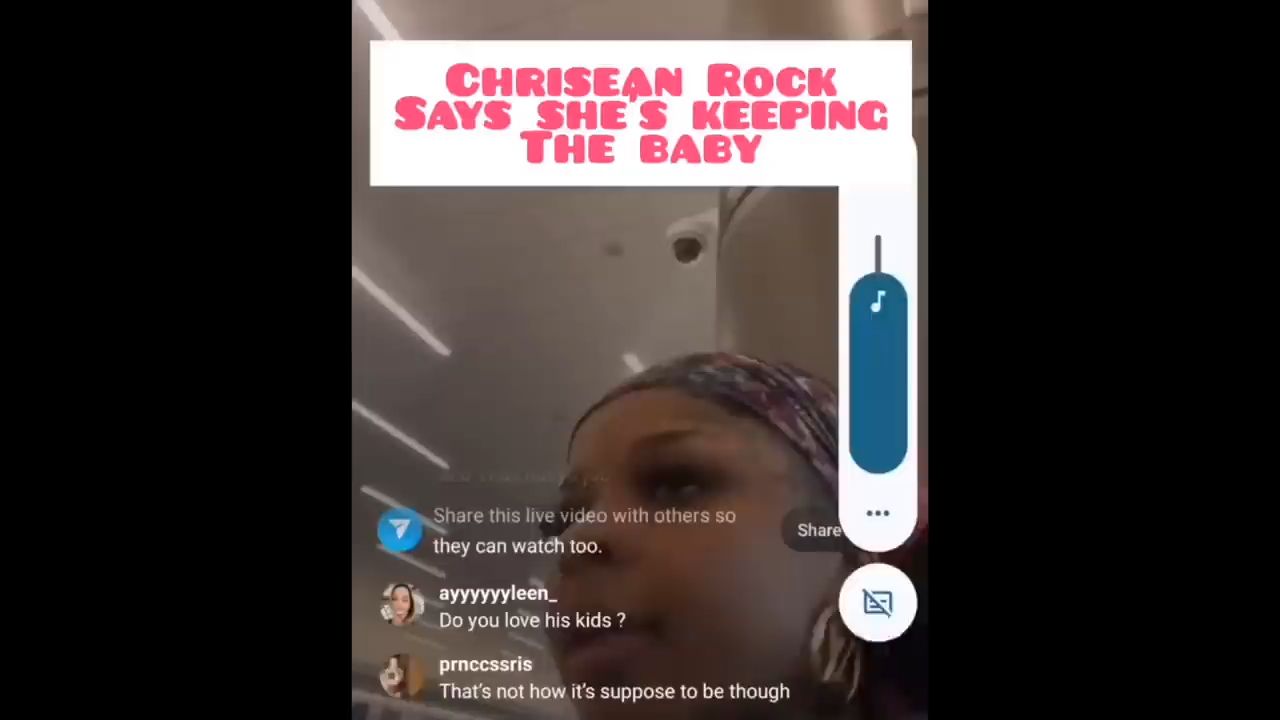 Chrisean Rock
Says she's keeping
The baby
Share this live video with others so
they can watch too.
Share
ayyyyyyleen_
Do you love his kids ?
prnccssris
That's not how it's suppose to be though